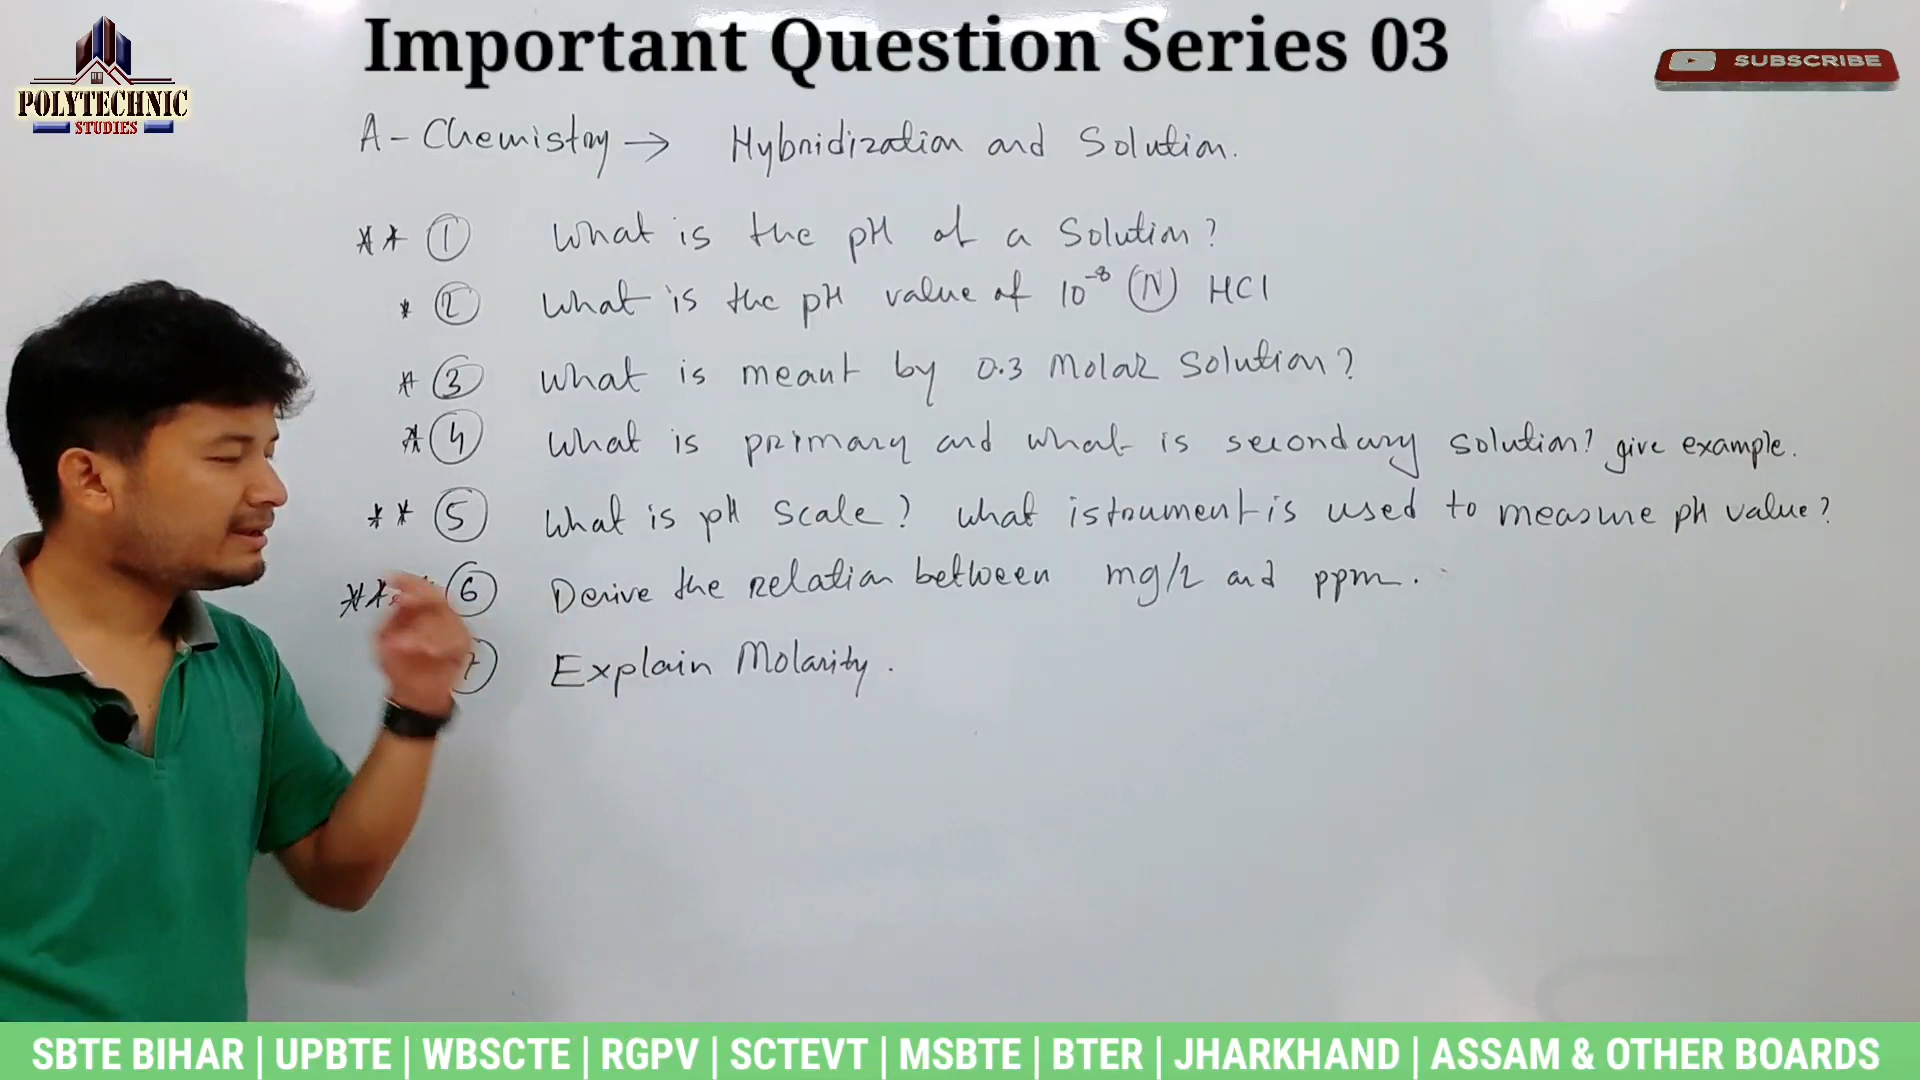 Important Question Series 03
POLYTECHNIC
STUDIES
SUBSCRIBE
A - Chemistry → Hybridization and Solution.
** ① What is the pH of a Solution?
* ② What is the pH value of 10⁻⁸ (N) HCl
* ③ What is meant by 0.3 Molar Solution?
* ④ What is primary and what is secondary solution? give example.
** ⑤ What is pH Scale? what istrument is used to measure pH value?
⑥ Derive the relation between mg/L and ppm.
7 Explain Molarity.
SBTE BIHAR | UPBTE | WBSCTE | RGPV | SCTEVT | MSBTE | BTER | JHARKHAND | ASSAM & OTHER BOARDS